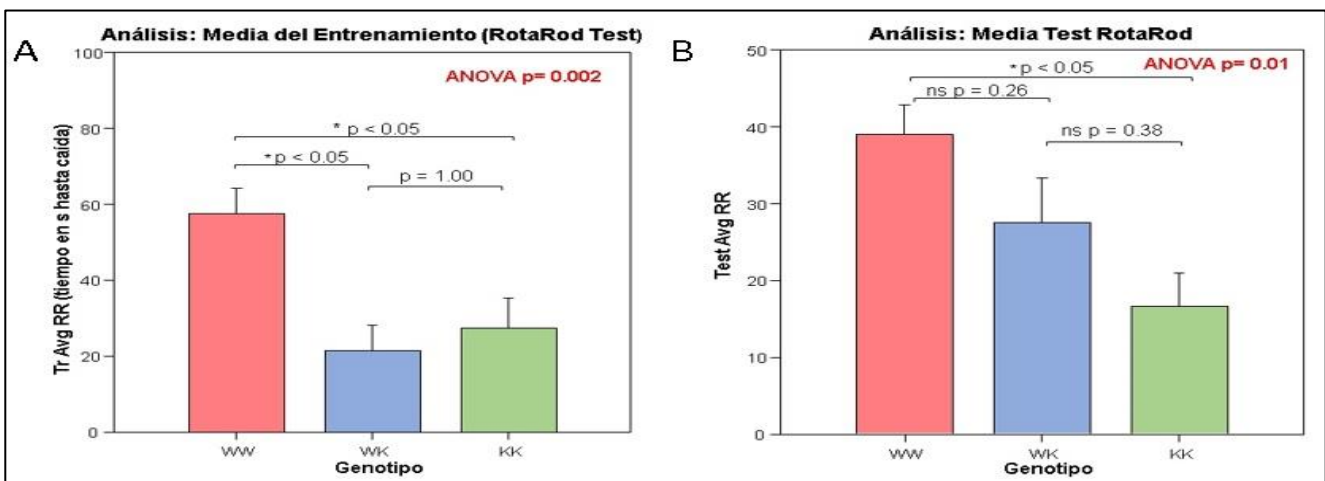 A
Análisis: Media del Entrenamiento (RotaRod Test)
ANOVA p= 0.002
* p < 0.05
*p < 0.05
p = 1.00
Tr Avg RR (tiempo en s hasta caída)
100
80
60
40
20
0
WW WK KK
Genotipo
B
Análisis: Media Test RotaRod
ANOVA p= 0.01
*p < 0.05
ns p = 0.26
ns p = 0.38
Test Avg RR
50
40
30
20
10
0
WW WK KK
Genotipo